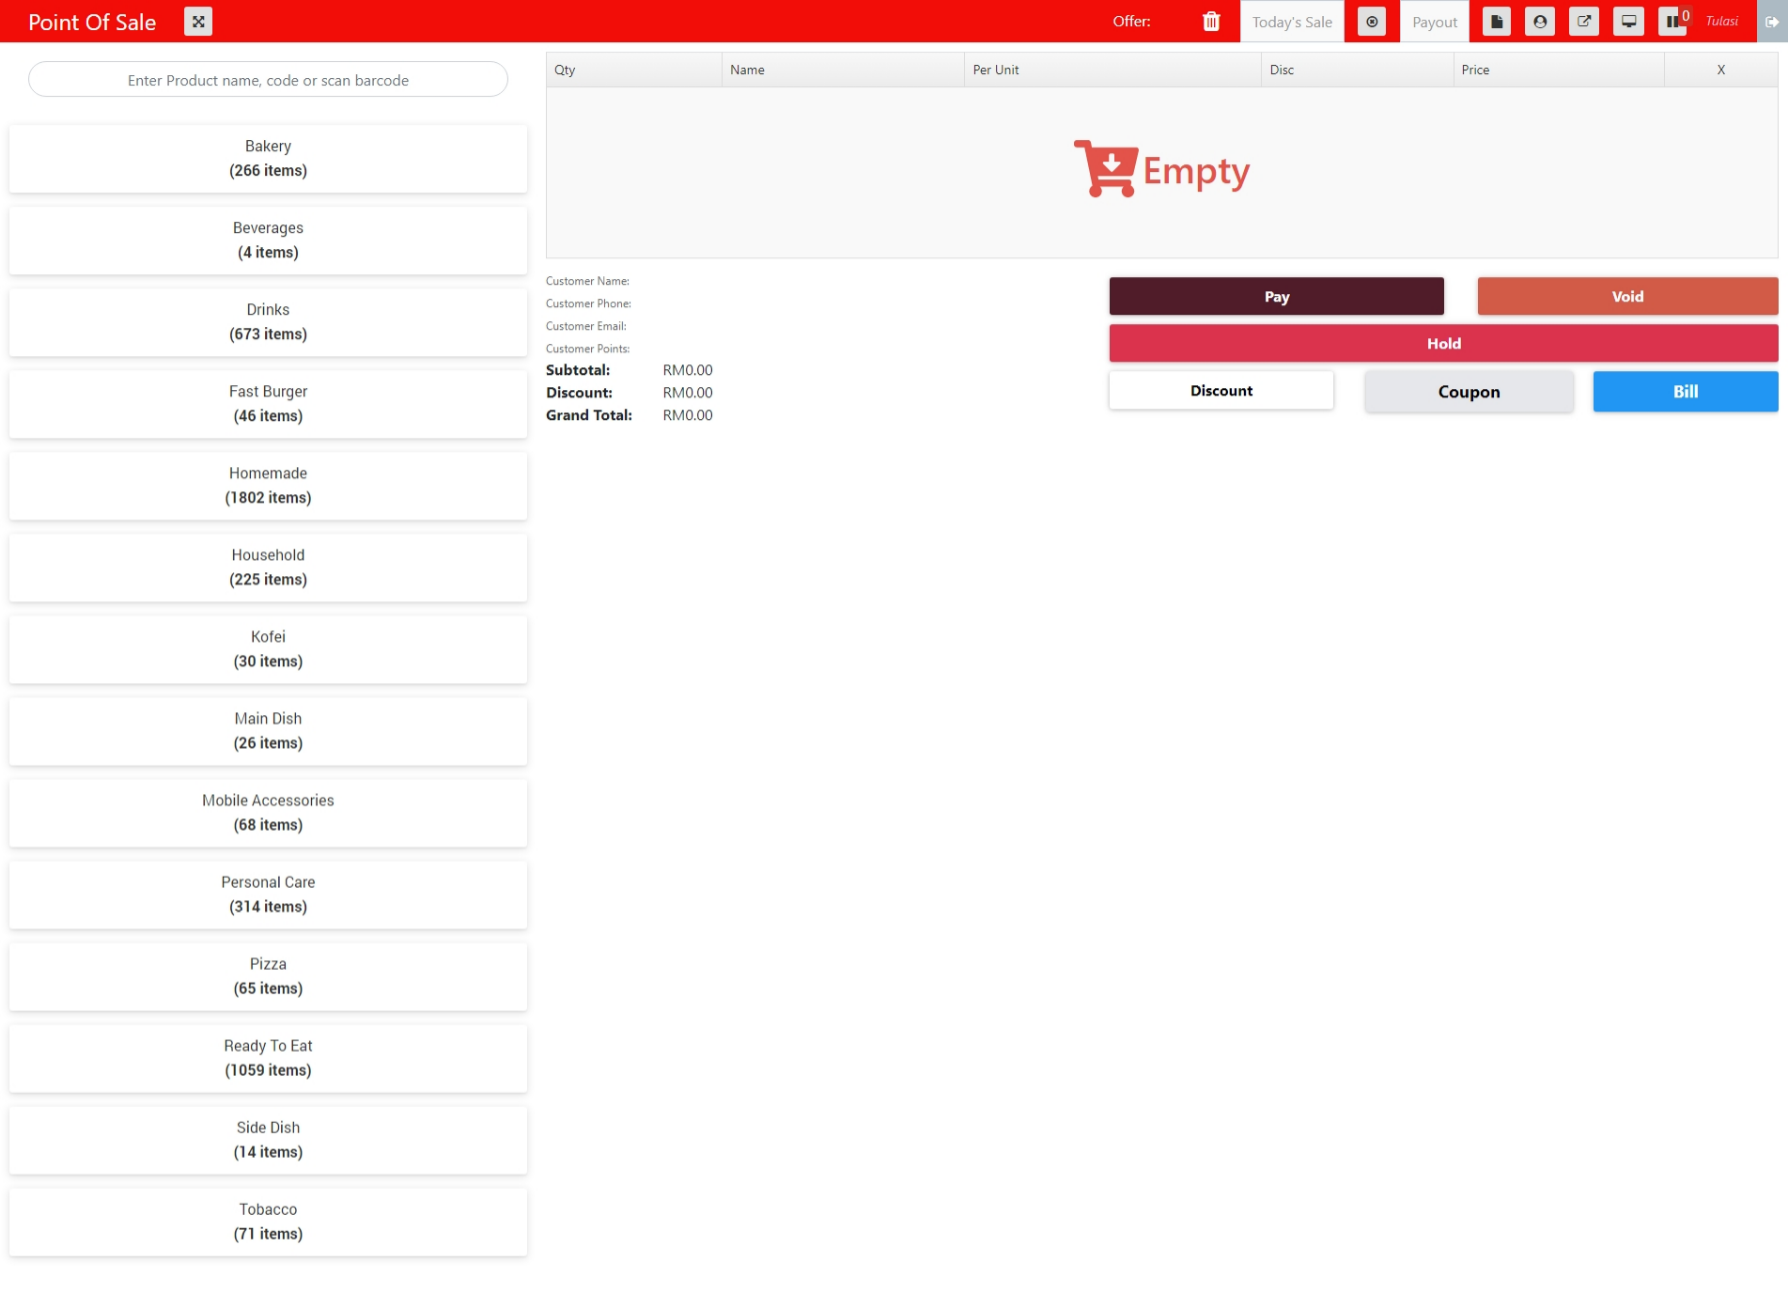 Point Of Sale
Offer:
Today's Sale
Payout
0
Tulasi
Enter Product name, code or scan barcode
Bakery
(266 items)
Beverages
(4 items)
Drinks
(673 items)
Fast Burger
(46 items)
Homemade
(1802 items)
Household
(225 items)
Kofei
(30 items)
Main Dish
(26 items)
Mobile Accessories
(68 items)
Personal Care
(314 items)
Pizza
(65 items)
Ready To Eat
(1059 items)
Side Dish
(14 items)
Tobacco
(71 items)
Qty Name Per Unit Disc Price X
Empty
Customer Name:
Customer Phone:
Customer Email:
Customer Points:
Subtotal: RM0.00
Discount: RM0.00
Grand Total: RM0.00
Pay
Void
Hold
Discount
Coupon
Bill